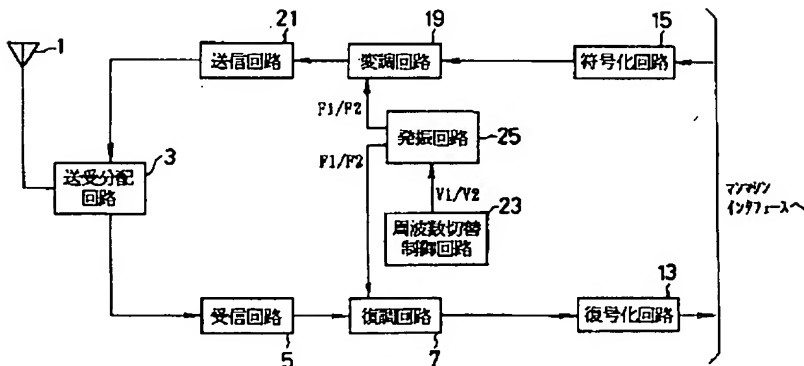 1
21
送信回路
19
変調回路
15
符号化回路
F1/F2
発振回路
25
3
送受分配
回路
F1/F2
V1/V2
23
周波数切替
制御回路
マンマシン
インタフェースへ
受信回路
5
復調回路
7
13
復号化回路